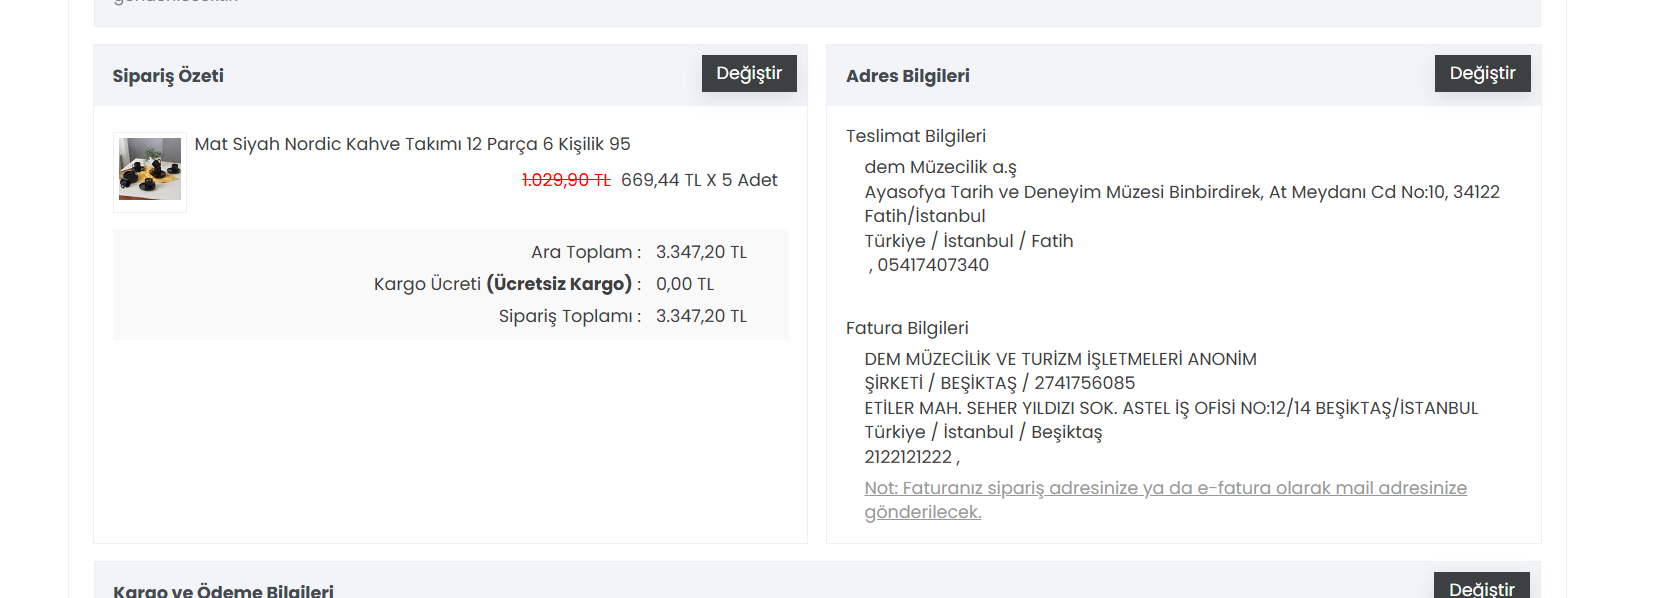 Sipariş Özeti
Değiştir
Mat Siyah Nordic Kahve Takımı 12 Parça 6 Kişilik 95
1.029,90 TL 669,44 TL X 5 Adet
Ara Toplam : 3.347,20 TL
Kargo Ücreti (Ücretsiz Kargo) : 0,00 TL
Sipariş Toplamı : 3.347,20 TL
Adres Bilgileri
Değiştir
Teslimat Bilgileri
dem Müzecilik a.ş
Ayasofya Tarih ve Deneyim Müzesi Binbirdirek, At Meydanı Cd No:10, 34122
Fatih/İstanbul
Türkiye / İstanbul / Fatih
, 05417407340
Fatura Bilgileri
DEM MÜZECİLİK VE TURİZM İŞLETMELERİ ANONİM
ŞİRKETİ / BEŞİKTAŞ / 2741756085
ETİLER MAH. SEHER YILDIZI SOK. ASTEL İŞ OFİSİ NO:12/14 BEŞİKTAŞ/İSTANBUL
Türkiye / İstanbul / Beşiktaş
2122121222 ,
Not: Faturanız sipariş adresinize ya da e-fatura olarak mail adresinize
gönderilecek.
Kargo ve Ödeme Bilgileri
Değiştir